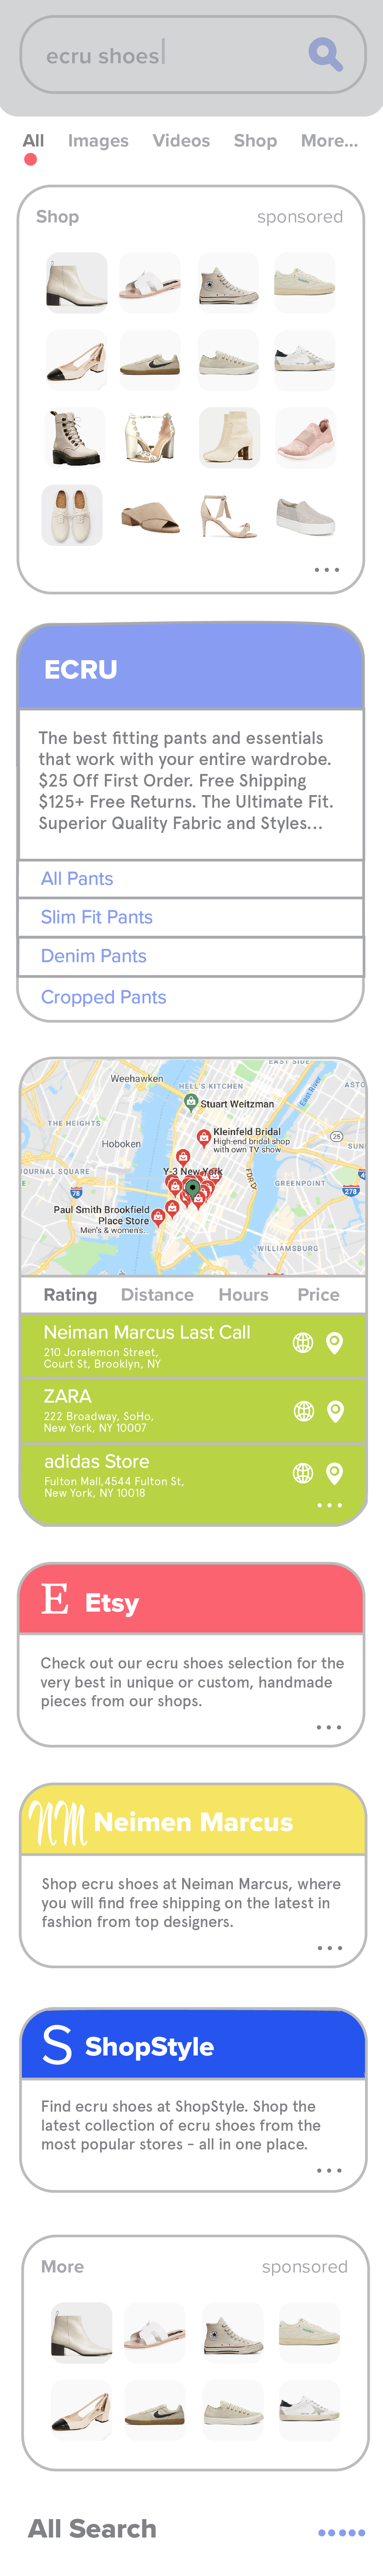 ecru shoes
All Images Videos Shop More...
Shop sponsored
ECRU
The best fitting pants and essentials
that work with your entire wardrobe.
$25 Off First Order. Free Shipping
$125+ Free Returns. The Ultimate Fit.
Superior Quality Fabric and Styles...
All Pants
Slim Fit Pants
Denim Pants
Cropped Pants
EAST SIDE
Weehawken
HELL'S KITCHEN
East River
ASTO
Stuart Weitzman
THE HEIGHTS
Kleinfeld Bridal
High-end bridal shop
with own TV show
25
Hoboken
SUN
JOURNAL SQUARE
Y-3 New York
FDR Dr
GREENPOINT
78
278
Paul Smith Brookfield
Place Store
Men's & women's..
WILLIAMSBURG
Rating Distance Hours Price
Neiman Marcus Last Call
210 Joralemon Street,
Court St, Brooklyn, NY
ZARA
222 Broadway, SoHo,
New York, NY 10007
adidas Store
Fulton Mall,4544 Fulton St,
New York, NY 10018
E Etsy
Check out our ecru shoes selection for the
very best in unique or custom, handmade
pieces from our shops.
NM Neimen Marcus
Shop ecru shoes at Neiman Marcus, where
you will find free shipping on the latest in
fashion from top designers.
S ShopStyle
Find ecru shoes at ShopStyle. Shop the
latest collection of ecru shoes from the
most popular stores - all in one place.
More sponsored
All Search